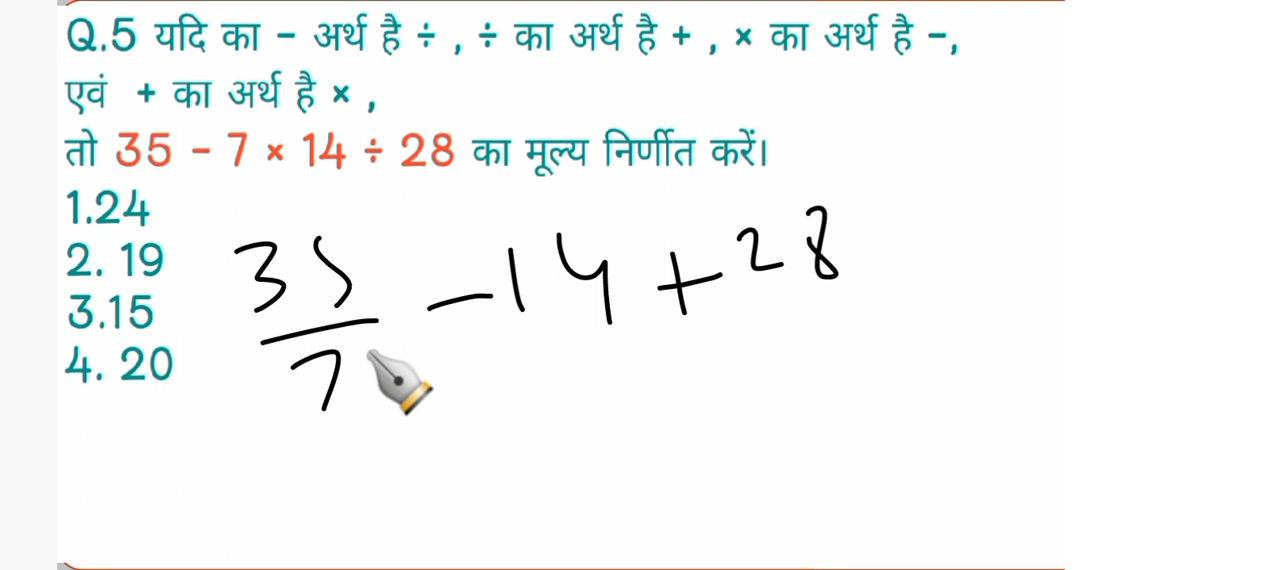 Q.5 यदि का - अर्थ है ÷ , ÷ का अर्थ है + , × का अर्थ है -,
एवं + का अर्थ है × ,
तो 35 - 7 × 14 ÷ 28 का मूल्य निर्णीत करें।
1.24
2. 19
3.15
4. 20
35/7 - 14 + 28